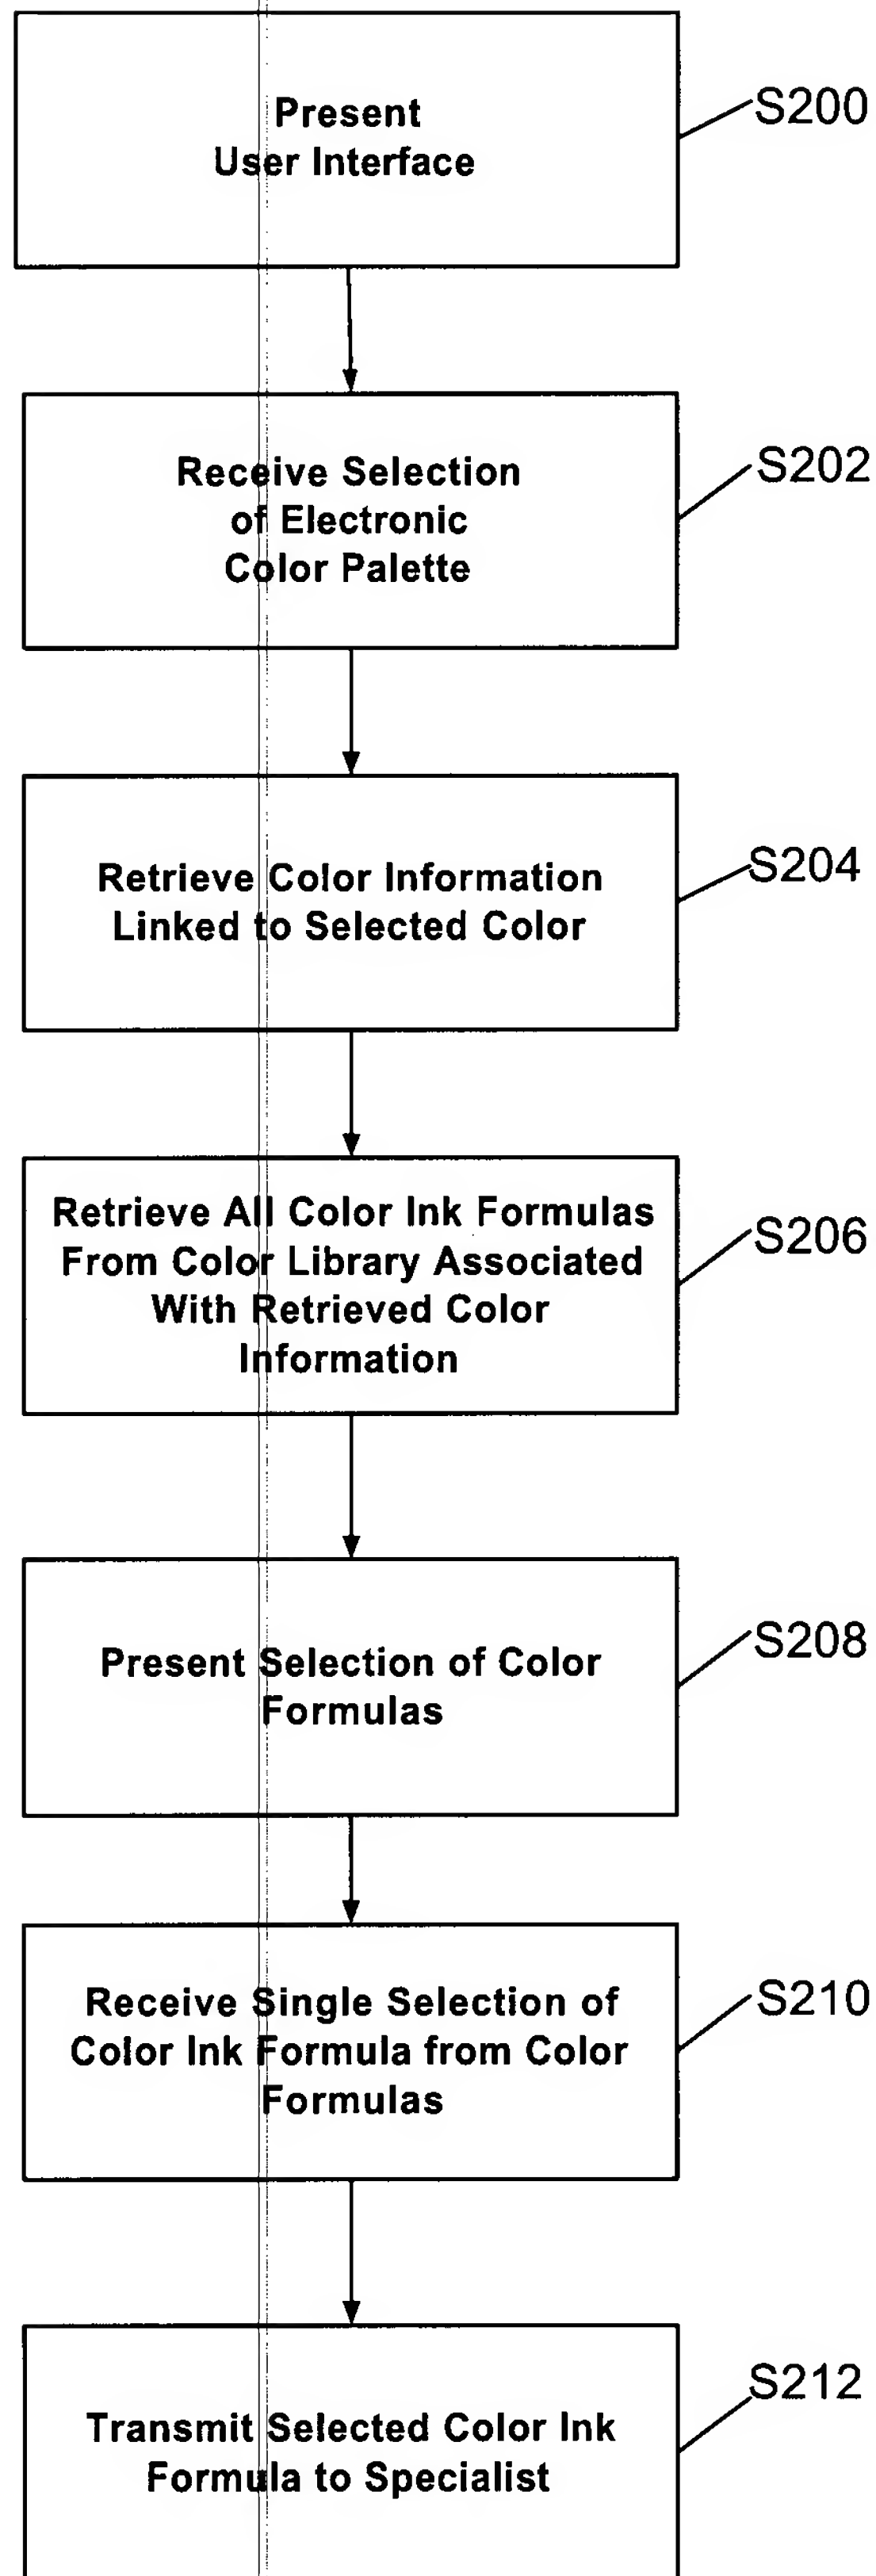 Present
User Interface
S200
Receive Selection
of Electronic
Color Palette
S202
Retrieve Color Information
Linked to Selected Color
S204
Retrieve All Color Ink Formulas
From Color Library Associated
With Retrieved Color
Information
S206
Present Selection of Color
Formulas
S208
Receive Single Selection of
Color Ink Formula from Color
Formulas
S210
Transmit Selected Color Ink
Formula to Specialist
S212